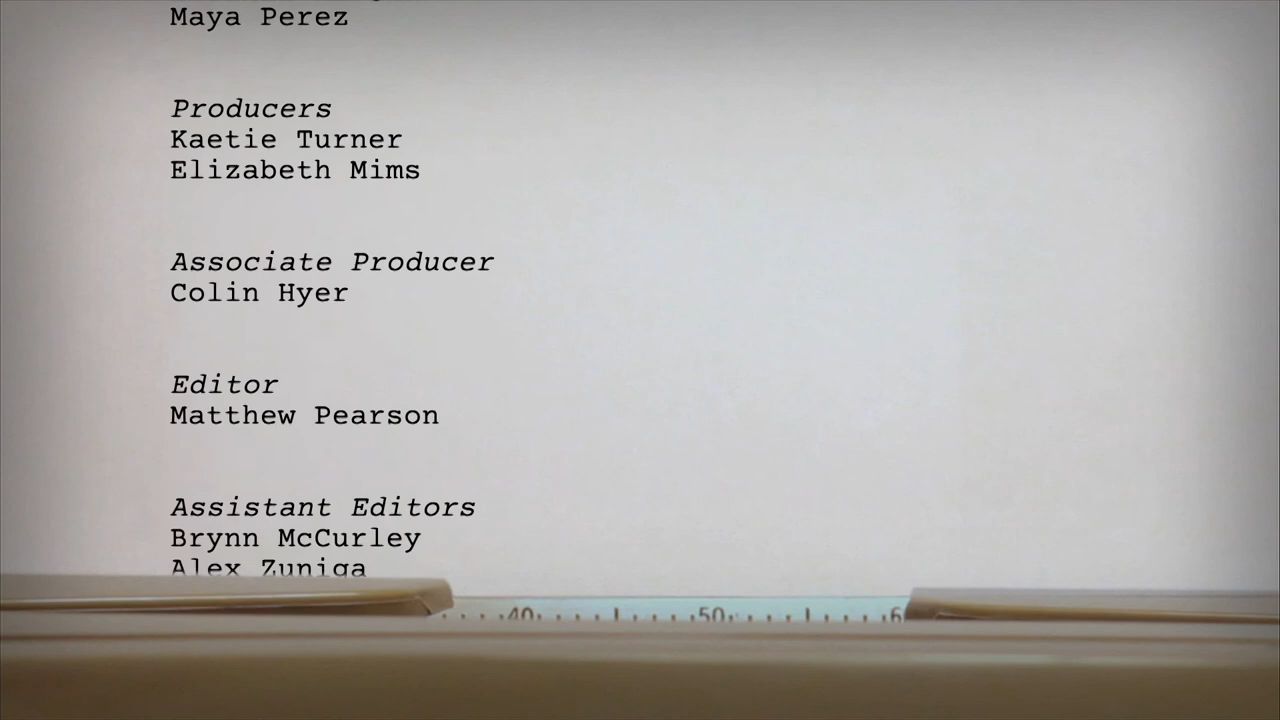 Maya Perez
Producers
Kaetie Turner
Elizabeth Mims
Associate Producer
Colin Hyer
Editor
Matthew Pearson
Assistant Editors
Brynn McCurley
Alex Zuniga
40 50